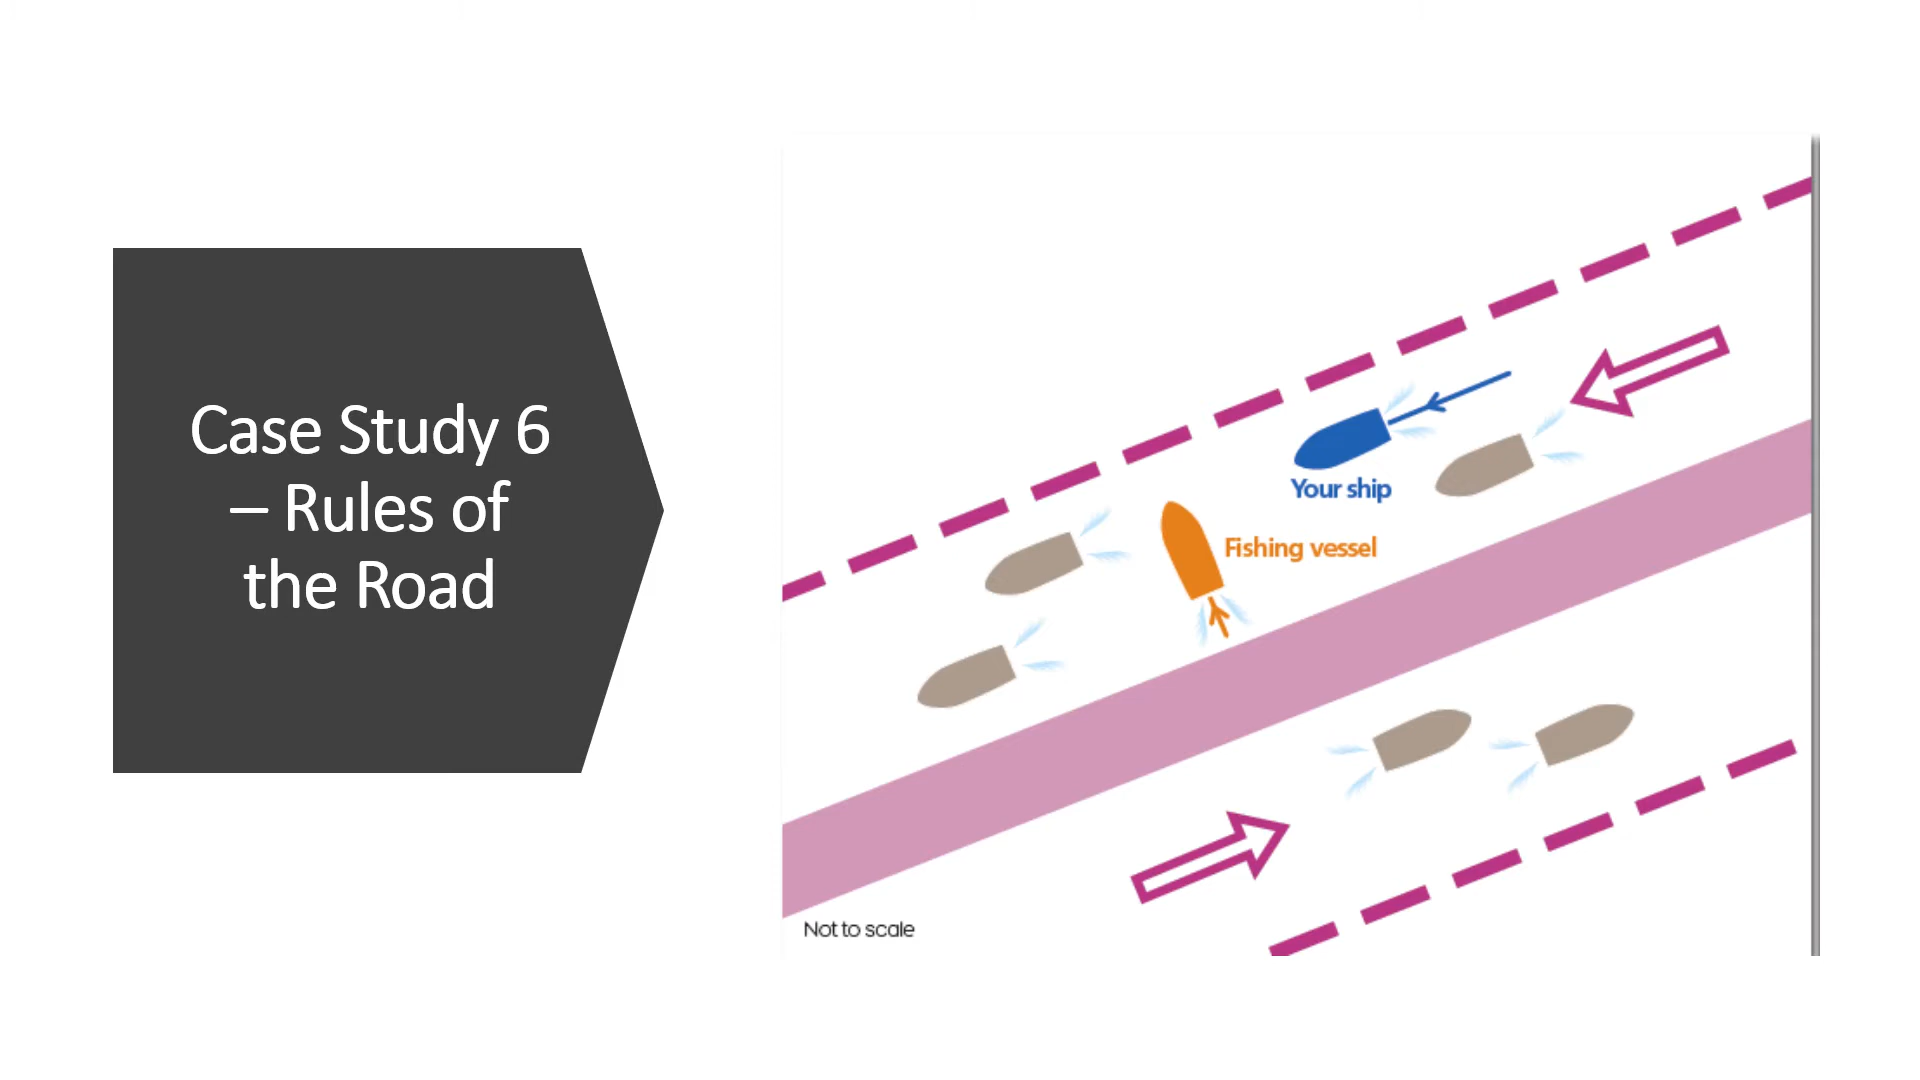 Case Study 6
– Rules of
the Road
Your ship
Fishing vessel
Not to scale